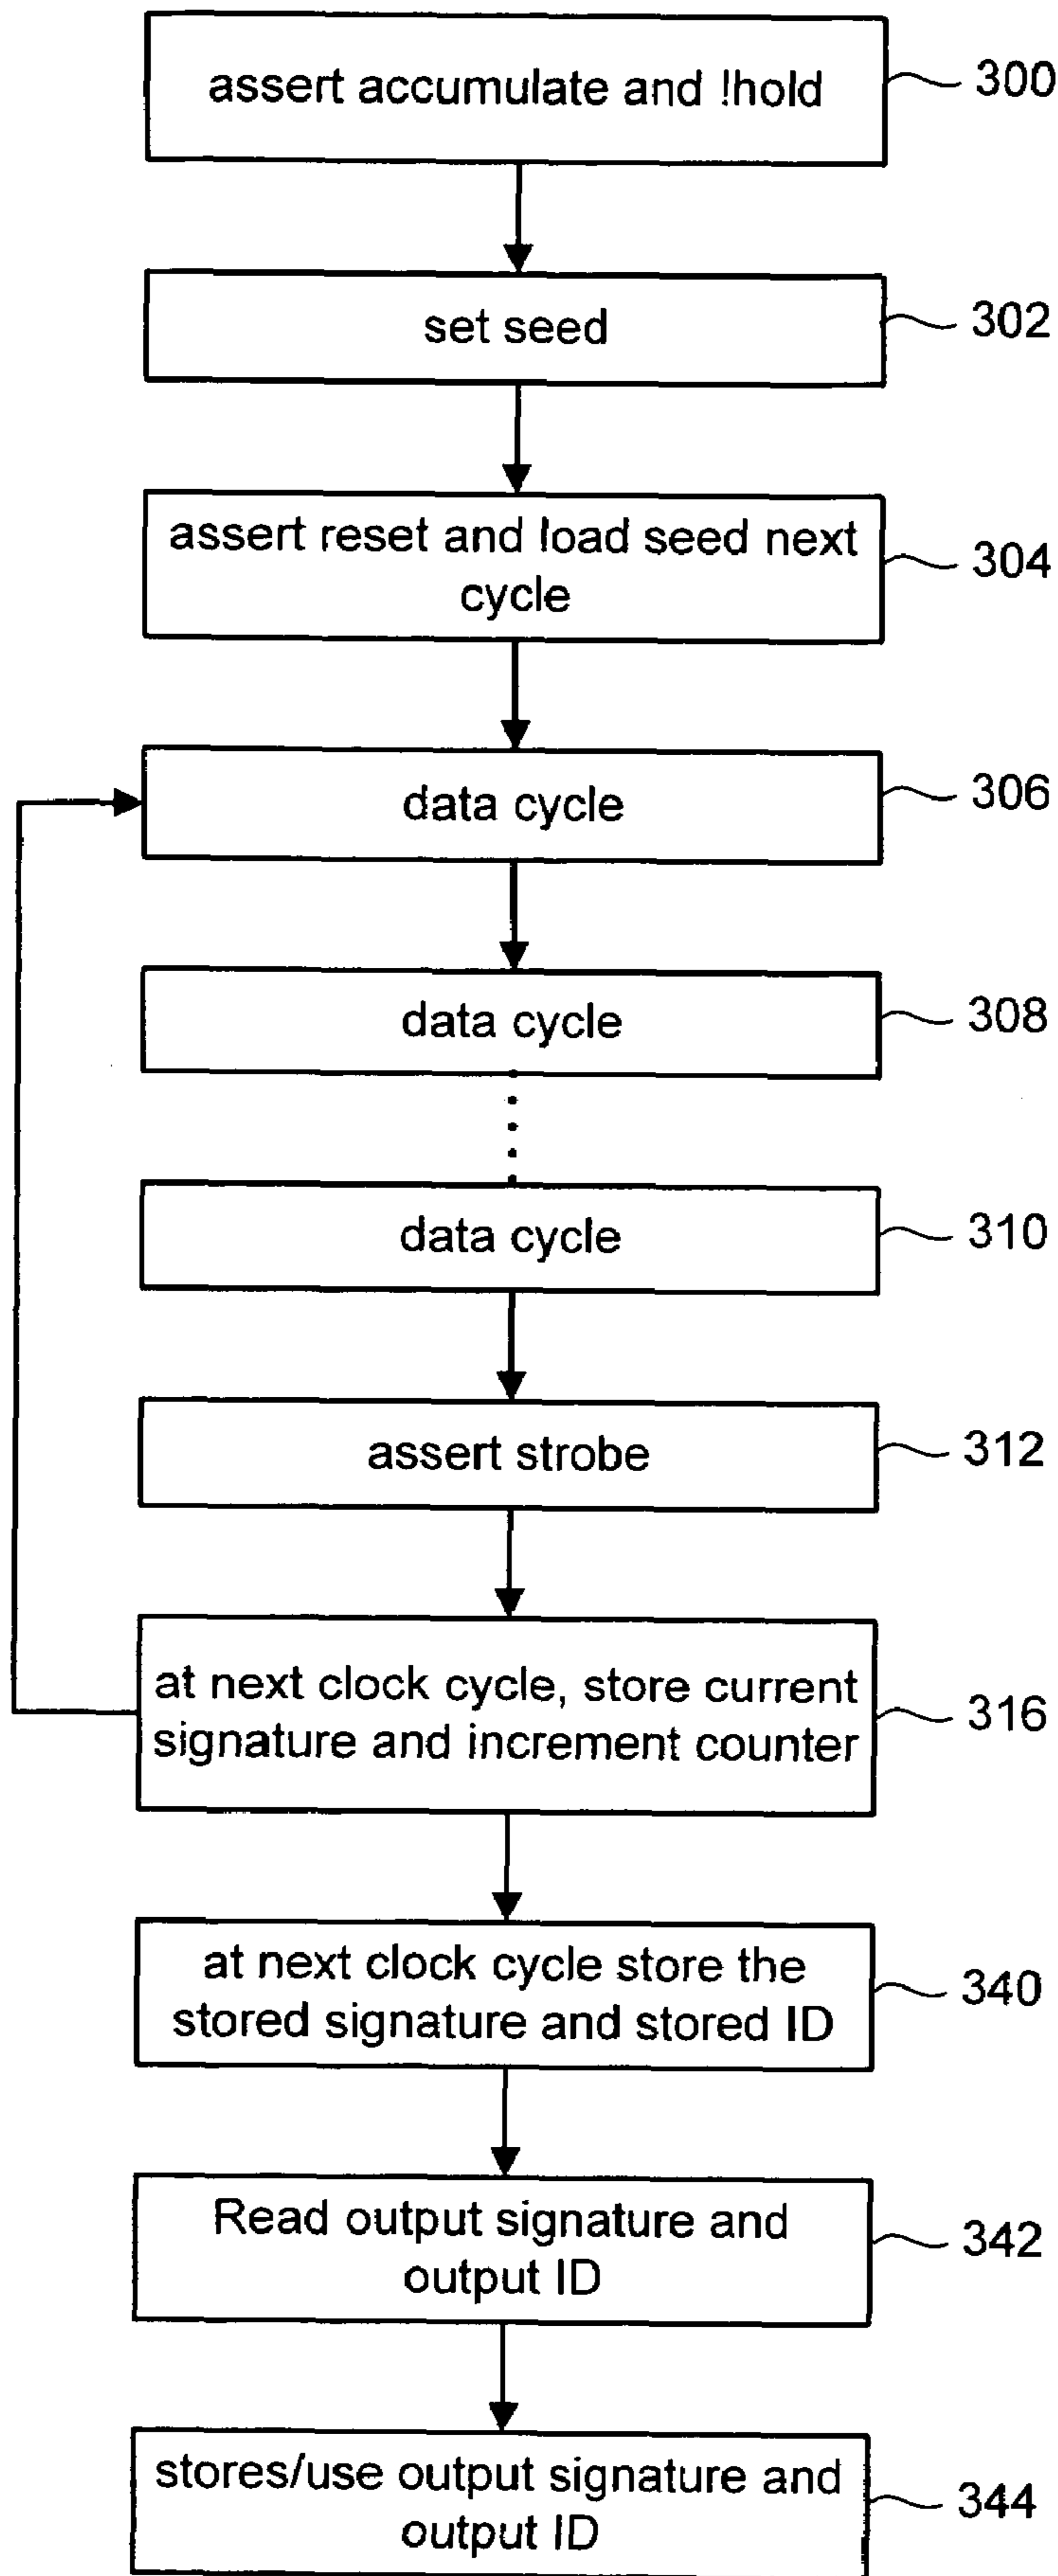 assert accumulate and !hold
300
set seed
302
assert reset and load seed next
cycle
304
data cycle
306
data cycle
308
data cycle
310
assert strobe
312
at next clock cycle, store current
signature and increment counter
316
at next clock cycle store the
stored signature and stored ID
340
Read output signature and
output ID
342
stores/use output signature and
output ID
344